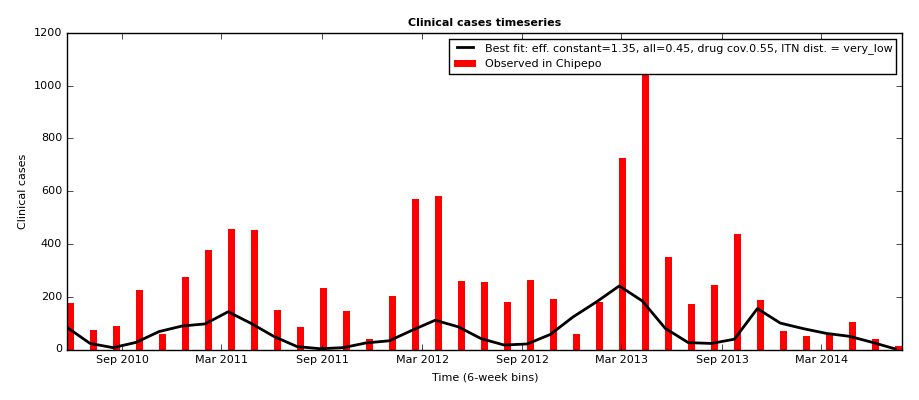 Clinical cases timeseries
1200
1000
800
600
400
200
0
Clinical cases
Best fit: eff. constant=1.35, all=0.45, drug cov.0.55, ITN dist. = very_low
Observed in Chipepo
Sep 2010 Mar 2011 Sep 2011 Mar 2012 Sep 2012 Mar 2013 Sep 2013 Mar 2014
Time (6-week bins)